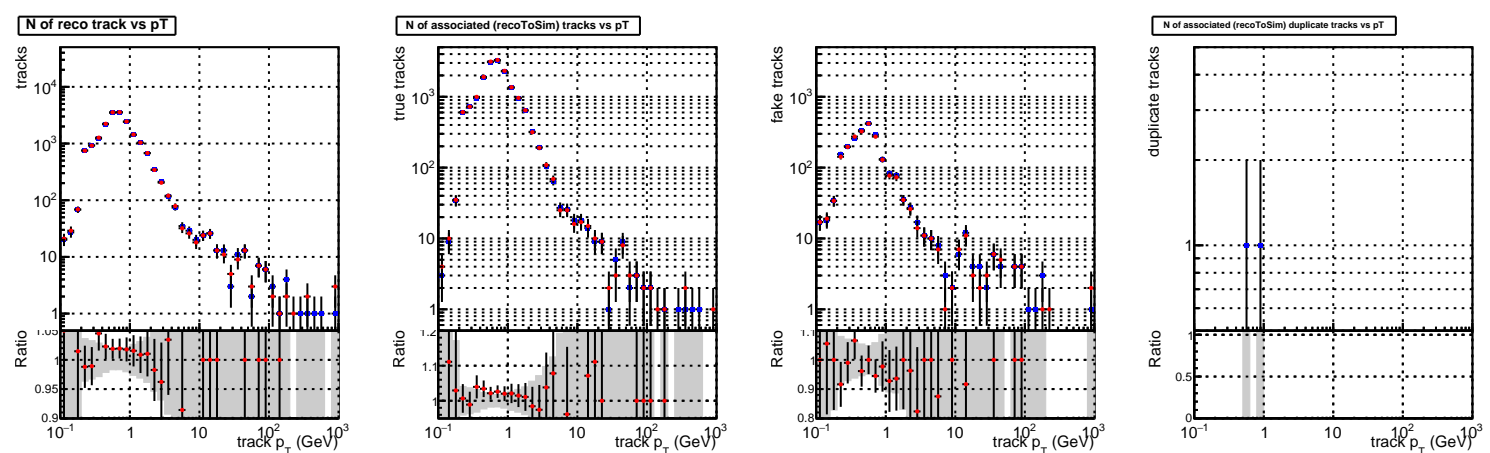 N of reco track vs pT
tracks
10^4
10^3
10^2
10
1
Ratio
1.05
1
0.95
0.9
10^-1 1 10 10^2 10^3
track p_T (GeV)
N of associated (recoToSim) tracks vs pT
true tracks
10^3
10^2
10
1
Ratio
1.2
1.1
1
10^-1 1 10 10^2 10^3
track p_T (GeV)
fake tracks
10^3
10^2
10
1
Ratio
1.1
1
0.9
0.8
10^-1 1 10 10^2 10^3
track p_T (GeV)
N of associated (recoToSim) duplicate tracks vs pT
duplicate tracks
1
Ratio
1
0.5
0
10^-1 1 10 10^2 10^3
track p_T (GeV)